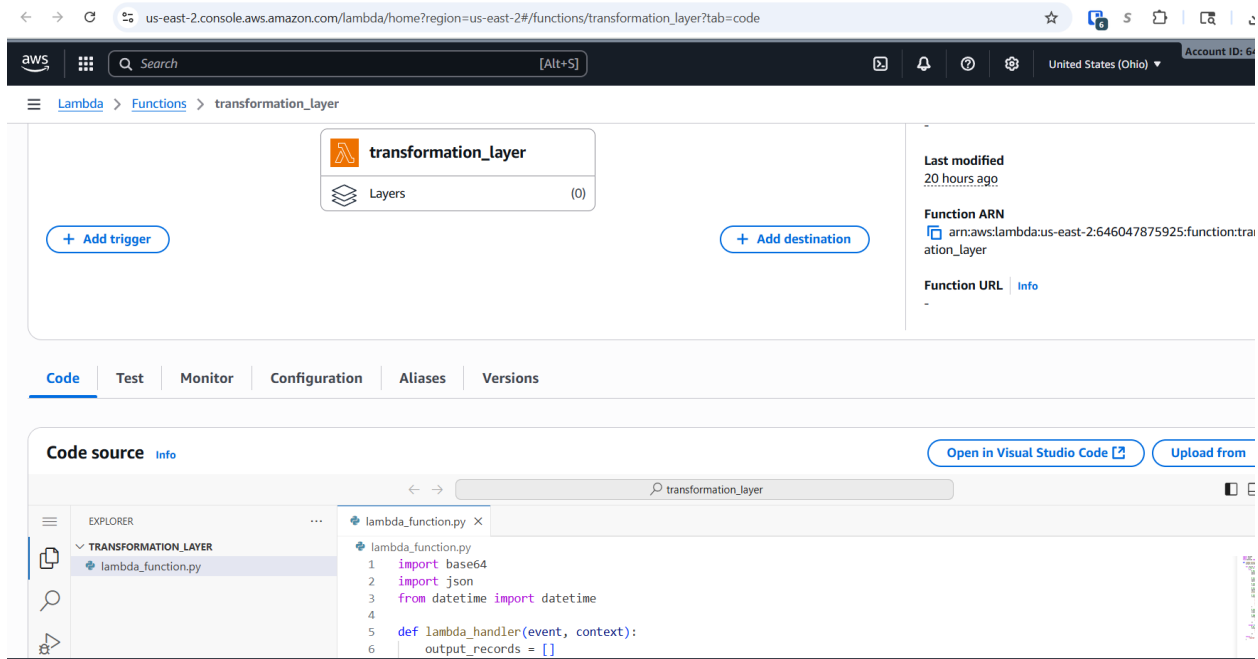 us-east-2.console.aws.amazon.com/lambda/home?region=us-east-2#/functions/transformation_layer?tab=code
6
S
aws
Search
[Alt+S]
United States (Ohio)
Account ID: 64
Lambda > Functions > transformation_layer
transformation_layer
Layers
(0)
+ Add trigger
+ Add destination
-
Last modified
20 hours ago
Function ARN
arn:aws:lambda:us-east-2:646047875925:function:tran
ation_layer
Function URL
Info
-
Code
Test
Monitor
Configuration
Aliases
Versions
Code source Info
Open in Visual Studio Code
Upload from
transformation_layer
EXPLORER
...
lambda_function.py
TRANSFORMATION_LAYER
lambda_function.py
lambda_function.py
1 import base64
2 import json
3 from datetime import datetime
4
5 def lambda_handler(event, context):
6 output_records = []